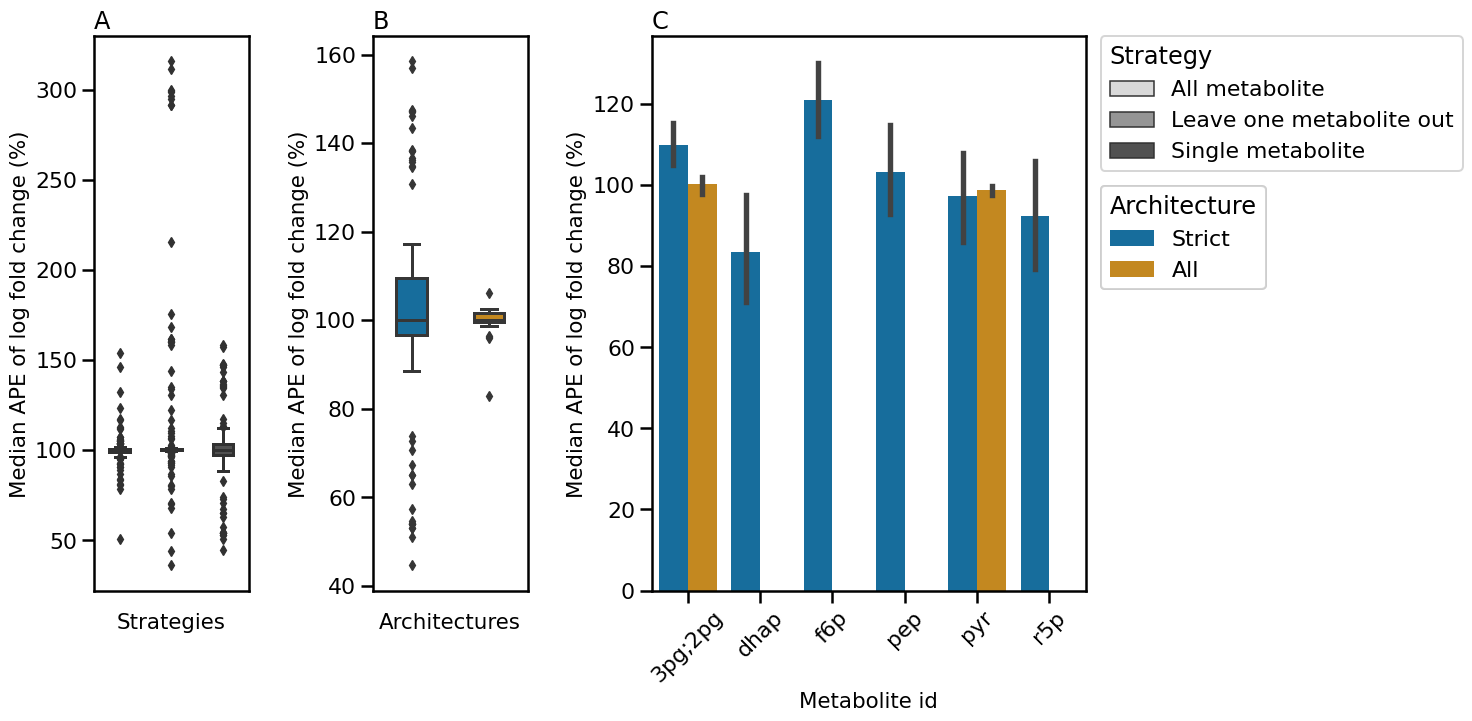 A
Median APE of log fold change (%)
300
250
200
150
100
50
Strategies
B
Median APE of log fold change (%)
160
140
120
100
80
60
40
Architectures
C
Median APE of log fold change (%)
120
100
80
60
40
20
0
3pg;2pg
dhap
f6p
pep
pyr
r5p
Metabolite id
Strategy
All metabolite
Leave one metabolite out
Single metabolite
Architecture
Strict
All